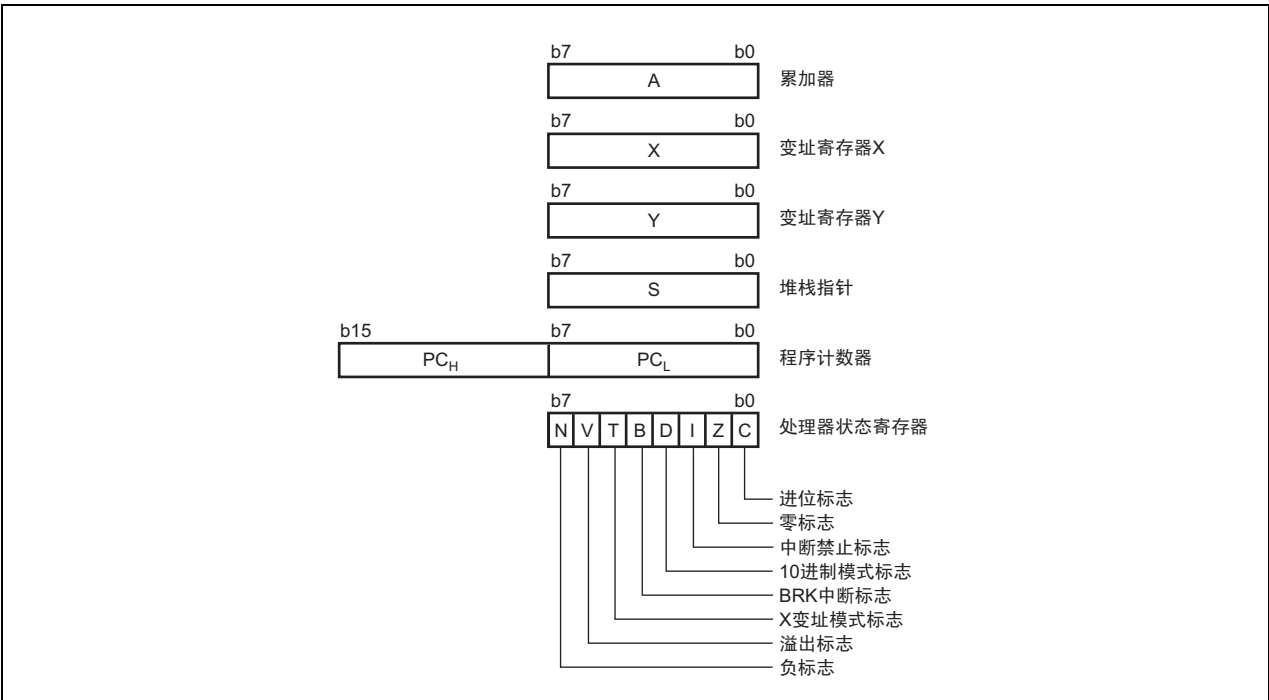 b7 b0
A 累加器
b7 b0
X 变址寄存器X
b7 b0
Y 变址寄存器Y
b7 b0
S 堆栈指针
b15 b7 b0
PCH PCL 程序计数器
b7 b0
N V T B D I Z C 处理器状态寄存器
进位标志
零标志
中断禁止标志
10进制模式标志
BRK中断标志
X变址模式标志
溢出标志
负标志